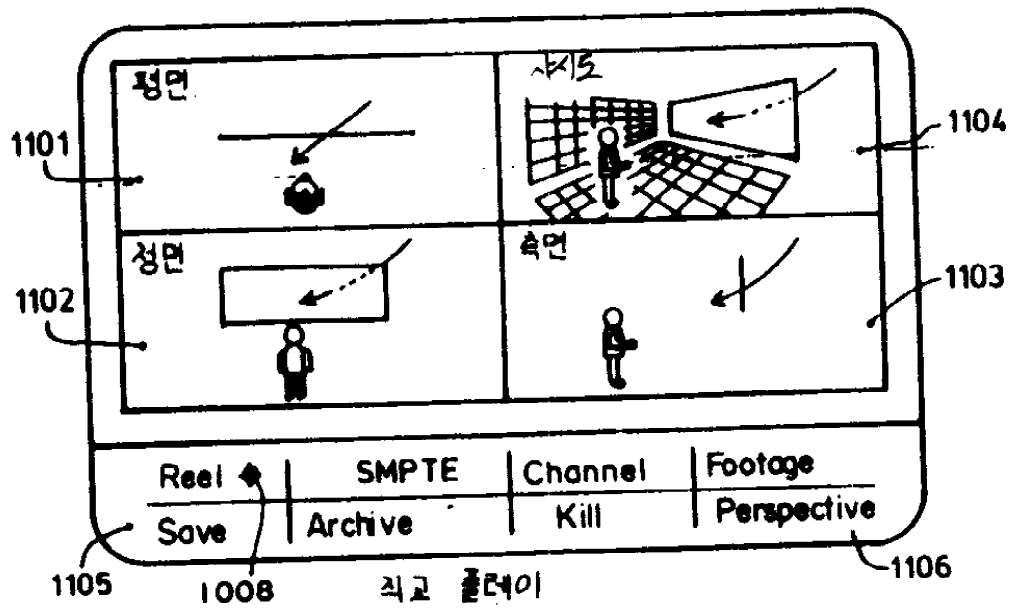 평면
사시도
1101
1104
정면
측면
1102
1103
Reel SMPTE Channel Footage
Save Archive Kill Perspective
1105 1008 직교 플레이 1106